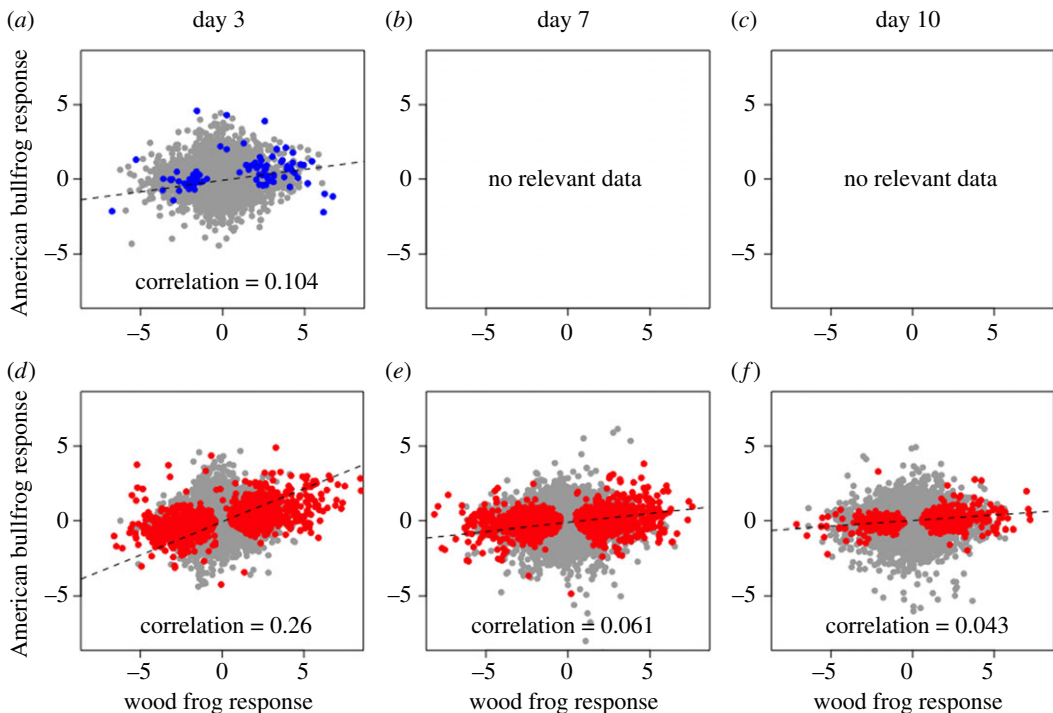 (a) day 3 (b) day 7 (c) day 10
American bullfrog response
5
0
−5
correlation = 0.104
−5 0 5
5
0
−5
no relevant data
−5 0 5
5
0
−5
no relevant data
−5 0 5
(d)
American bullfrog response
5
0
−5
correlation = 0.26
−5 0 5
wood frog response
(e)
5
0
−5
correlation = 0.061
−5 0 5
wood frog response
(f)
5
0
−5
correlation = 0.043
−5 0 5
wood frog response